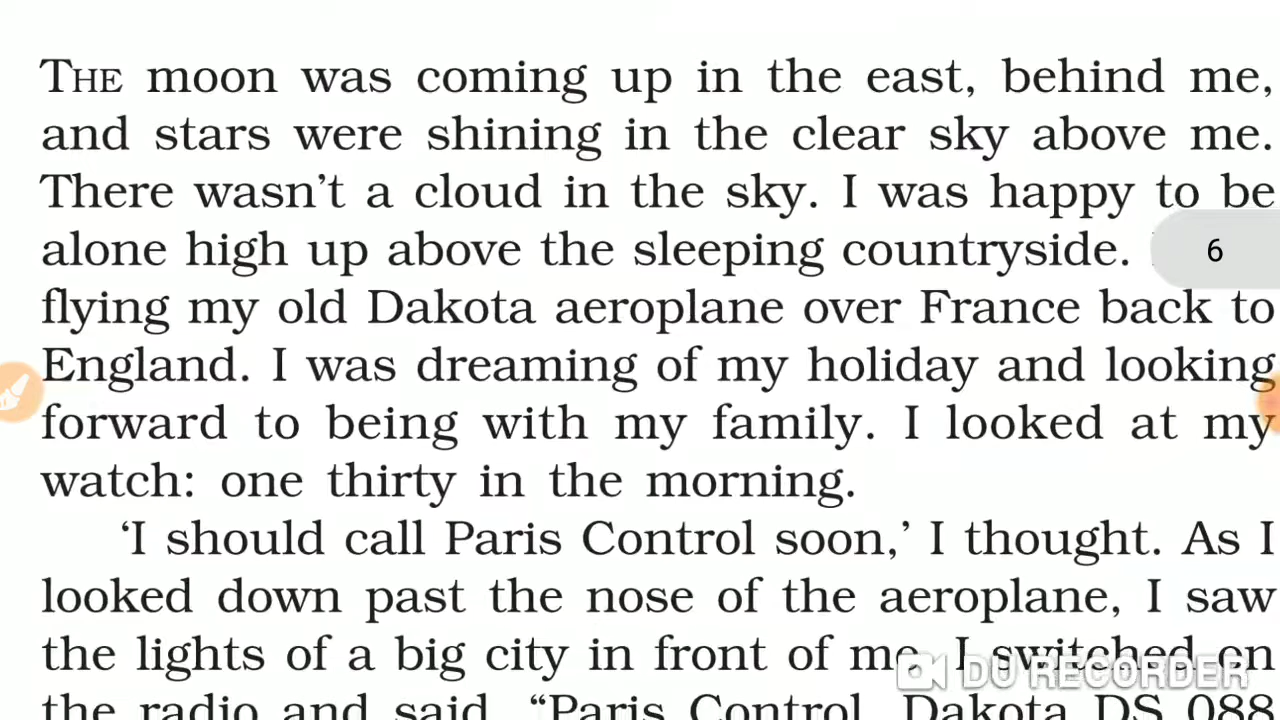 THE moon was coming up in the east, behind me,
and stars were shining in the clear sky above me.
There wasn't a cloud in the sky. I was happy to be
alone high up above the sleeping countryside.
6
flying my old Dakota aeroplane over France back to
England. I was dreaming of my holiday and looking
forward to being with my family. I looked at my
watch: one thirty in the morning.
‘I should call Paris Control soon,’ I thought. As I
looked down past the nose of the aeroplane, I saw
the lights of a big city in front of me. I switched on
the radio and said, “Paris Control, Dakota DS 088
DU RECORDER